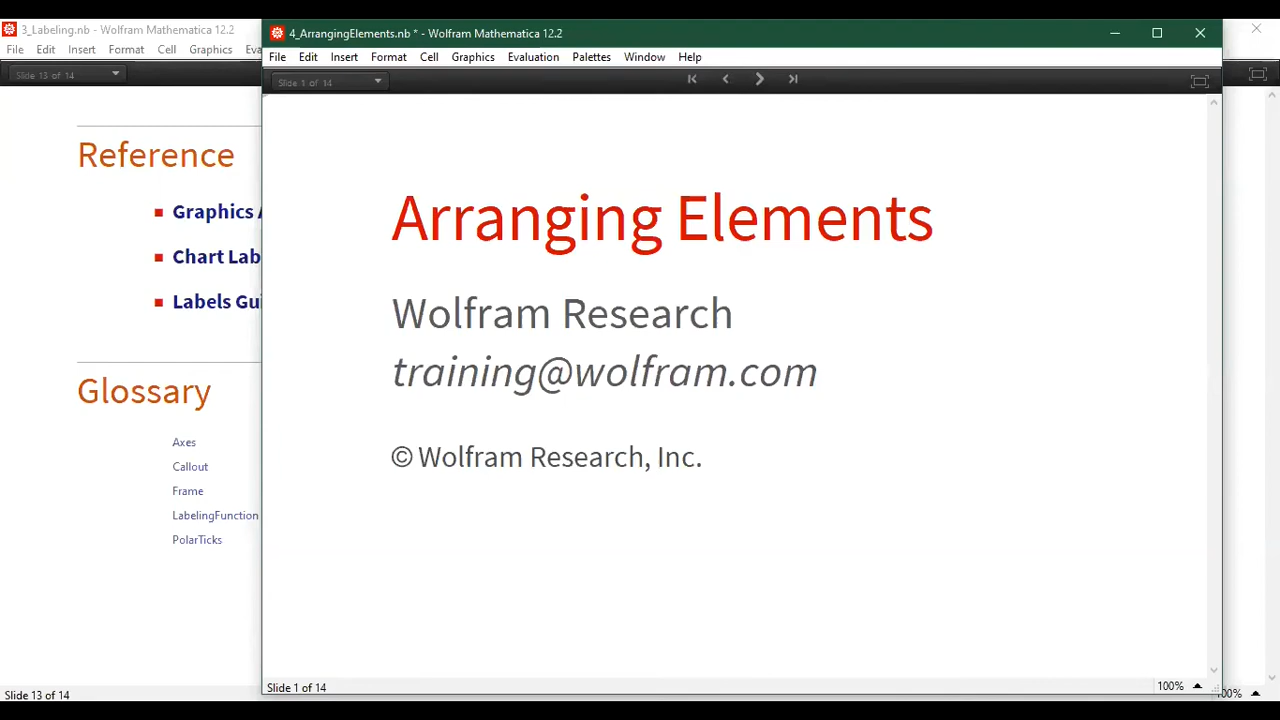 3_Labeling.nb - Wolfram Mathematica 12.2
File Edit Insert Format Cell Graphics
Slide 13 of 14
Reference
Graphics
Chart Lab
Labels Gui
Glossary
Axes
Callout
Frame
LabelingFunction
PolarTicks
Slide 13 of 14
4_ArrangingElements.nb * - Wolfram Mathematica 12.2
File Edit Insert Format Cell Graphics Evaluation Palettes Window Help
Slide 1 of 14
Arranging Elements
Wolfram Research
training@wolfram.com
© Wolfram Research, Inc.
Slide 1 of 14
100%